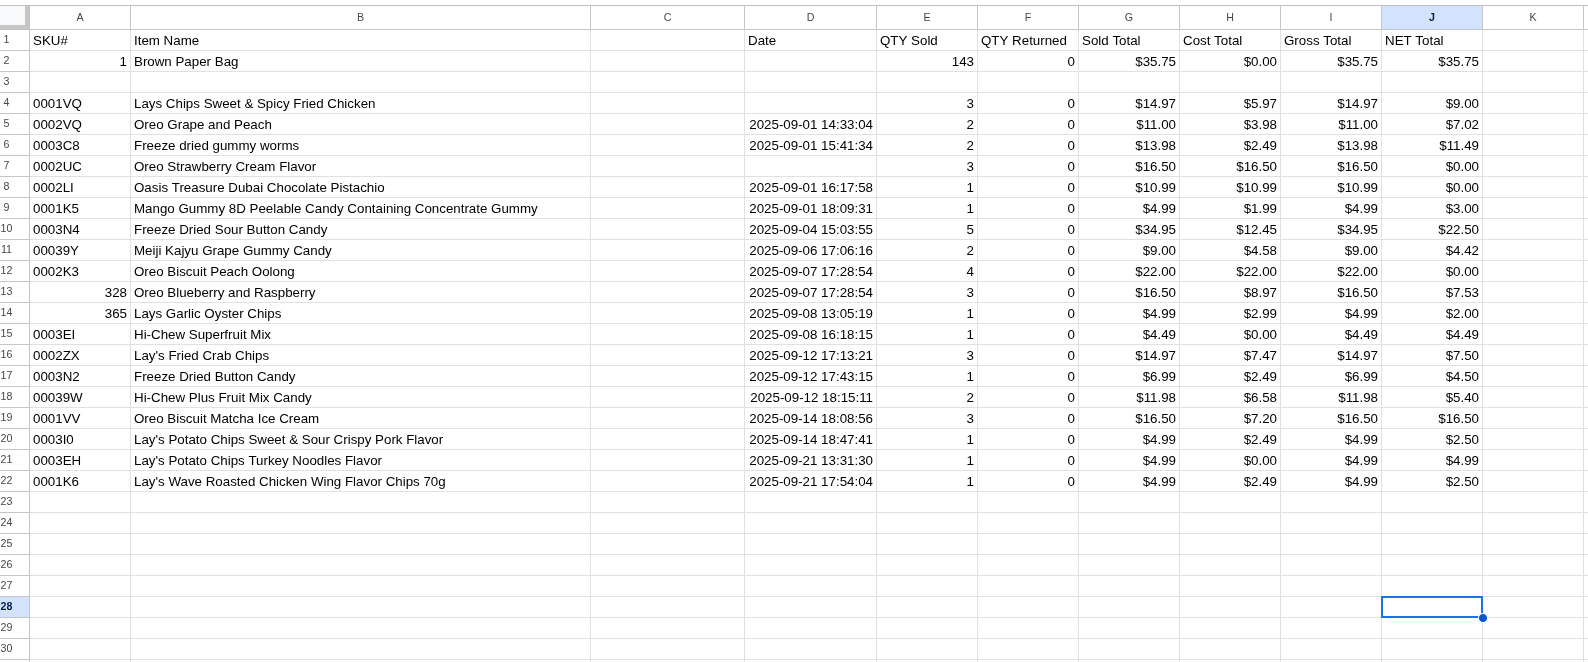 A B C D E F G H I J K
1 SKU# Item Name Date QTY Sold QTY Returned Sold Total Cost Total Gross Total NET Total
2 1 Brown Paper Bag 143 0 $35.75 $0.00 $35.75 $35.75
3
4 0001VQ Lays Chips Sweet & Spicy Fried Chicken 3 0 $14.97 $5.97 $14.97 $9.00
5 0002VQ Oreo Grape and Peach 2025-09-01 14:33:04 2 0 $11.00 $3.98 $11.00 $7.02
6 0003C8 Freeze dried gummy worms 2025-09-01 15:41:34 2 0 $13.98 $2.49 $13.98 $11.49
7 0002UC Oreo Strawberry Cream Flavor 3 0 $16.50 $16.50 $16.50 $0.00
8 0002LI Oasis Treasure Dubai Chocolate Pistachio 2025-09-01 16:17:58 1 0 $10.99 $10.99 $10.99 $0.00
9 0001K5 Mango Gummy 8D Peelable Candy Containing Concentrate Gummy 2025-09-01 18:09:31 1 0 $4.99 $1.99 $4.99 $3.00
10 0003N4 Freeze Dried Sour Button Candy 2025-09-04 15:03:55 5 0 $34.95 $12.45 $34.95 $22.50
11 00039Y Meiji Kajyu Grape Gummy Candy 2025-09-06 17:06:16 2 0 $9.00 $4.58 $9.00 $4.42
12 0002K3 Oreo Biscuit Peach Oolong 2025-09-07 17:28:54 4 0 $22.00 $22.00 $22.00 $0.00
13 328 Oreo Blueberry and Raspberry 2025-09-07 17:28:54 3 0 $16.50 $8.97 $16.50 $7.53
14 365 Lays Garlic Oyster Chips 2025-09-08 13:05:19 1 0 $4.99 $2.99 $4.99 $2.00
15 0003EI Hi-Chew Superfruit Mix 2025-09-08 16:18:15 1 0 $4.49 $0.00 $4.49 $4.49
16 0002ZX Lay's Fried Crab Chips 2025-09-12 17:13:21 3 0 $14.97 $7.47 $14.97 $7.50
17 0003N2 Freeze Dried Button Candy 2025-09-12 17:43:15 1 0 $6.99 $2.49 $6.99 $4.50
18 00039W Hi-Chew Plus Fruit Mix Candy 2025-09-12 18:15:11 2 0 $11.98 $6.58 $11.98 $5.40
19 0001VV Oreo Biscuit Matcha Ice Cream 2025-09-14 18:08:56 3 0 $16.50 $7.20 $16.50 $16.50
20 0003I0 Lay's Potato Chips Sweet & Sour Crispy Pork Flavor 2025-09-14 18:47:41 1 0 $4.99 $2.49 $4.99 $2.50
21 0003EH Lay's Potato Chips Turkey Noodles Flavor 2025-09-21 13:31:30 1 0 $4.99 $0.00 $4.99 $4.99
22 0001K6 Lay's Wave Roasted Chicken Wing Flavor Chips 70g 2025-09-21 17:54:04 1 0 $4.99 $2.49 $4.99 $2.50
23
24
25
26
27
28
29
30